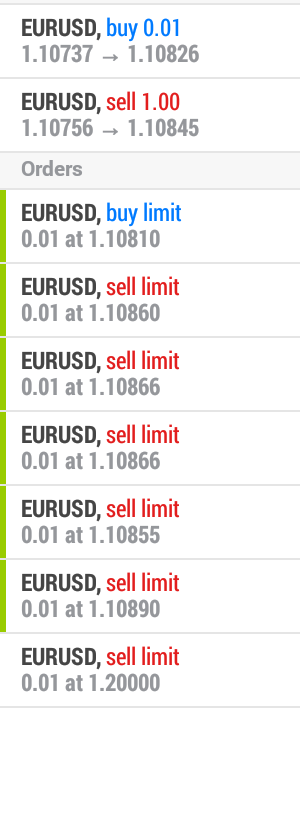 EURUSD, buy 0.01
1.10737 → 1.10826
EURUSD, sell 1.00
1.10756 → 1.10845
Orders
EURUSD, buy limit
0.01 at 1.10810
EURUSD, sell limit
0.01 at 1.10860
EURUSD, sell limit
0.01 at 1.10866
EURUSD, sell limit
0.01 at 1.10866
EURUSD, sell limit
0.01 at 1.10855
EURUSD, sell limit
0.01 at 1.10890
EURUSD, sell limit
0.01 at 1.20000